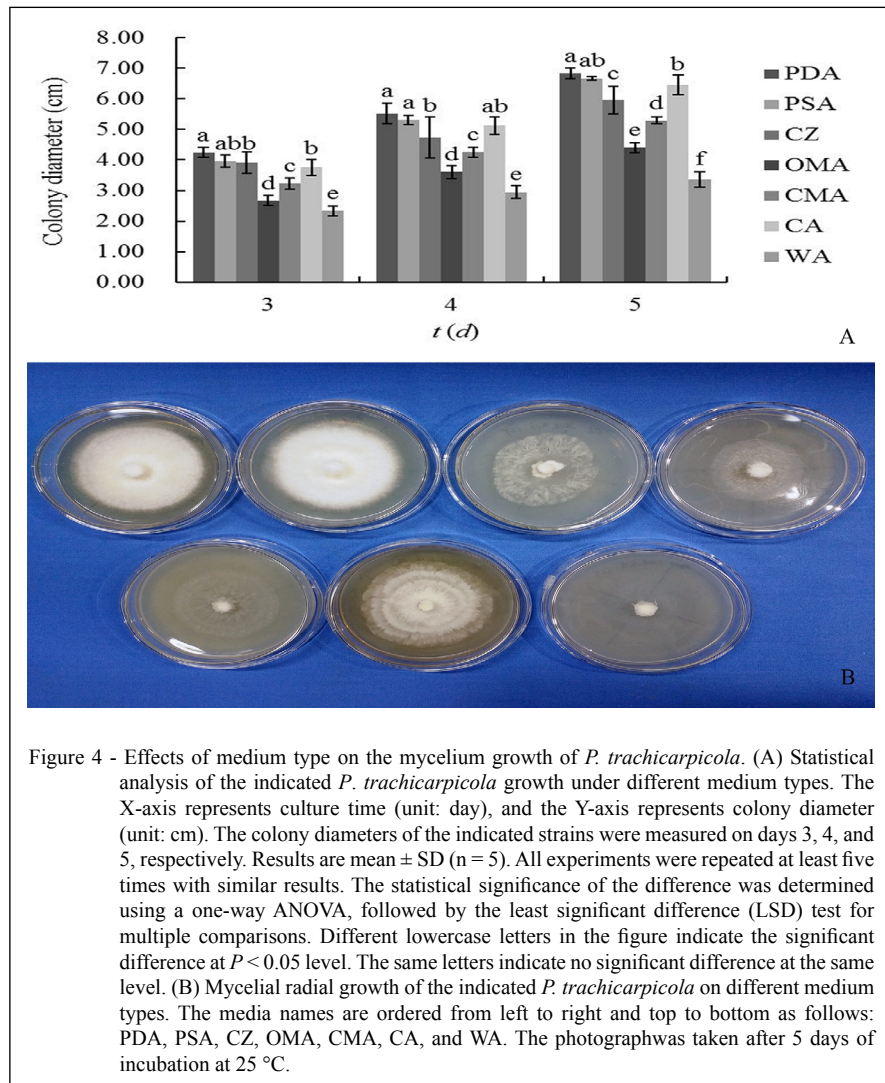 8.00
7.00
6.00
5.00
4.00
3.00
2.00
1.00
0.00
Colony diameter (cm)
a abb d c b e
a a b d c ab e
a ab c e d b f
3 4 5
t (d)
PDA
PSA
CZ
OMA
CMA
CA
WA
A
B
Figure 4 - Effects of medium type on the mycelium growth of P. trachicarpicola. (A) Statistical
analysis of the indicated P. trachicarpicola growth under different medium types. The
X-axis represents culture time (unit: day), and the Y-axis represents colony diameter
(unit: cm). The colony diameters of the indicated strains were measured on days 3, 4, and
5, respectively. Results are mean ± SD (n = 5). All experiments were repeated at least five
times with similar results. The statistical significance of the difference was determined
using a one-way ANOVA, followed by the least significant difference (LSD) test for
multiple comparisons. Different lowercase letters in the figure indicate the significant
difference at P < 0.05 level. The same letters indicate no significant difference at the same
level. (B) Mycelial radial growth of the indicated P. trachicarpicola on different medium
types. The media names are ordered from left to right and top to bottom as follows:
PDA, PSA, CZ, OMA, CMA, CA, and WA. The photographwas taken after 5 days of
incubation at 25 °C.